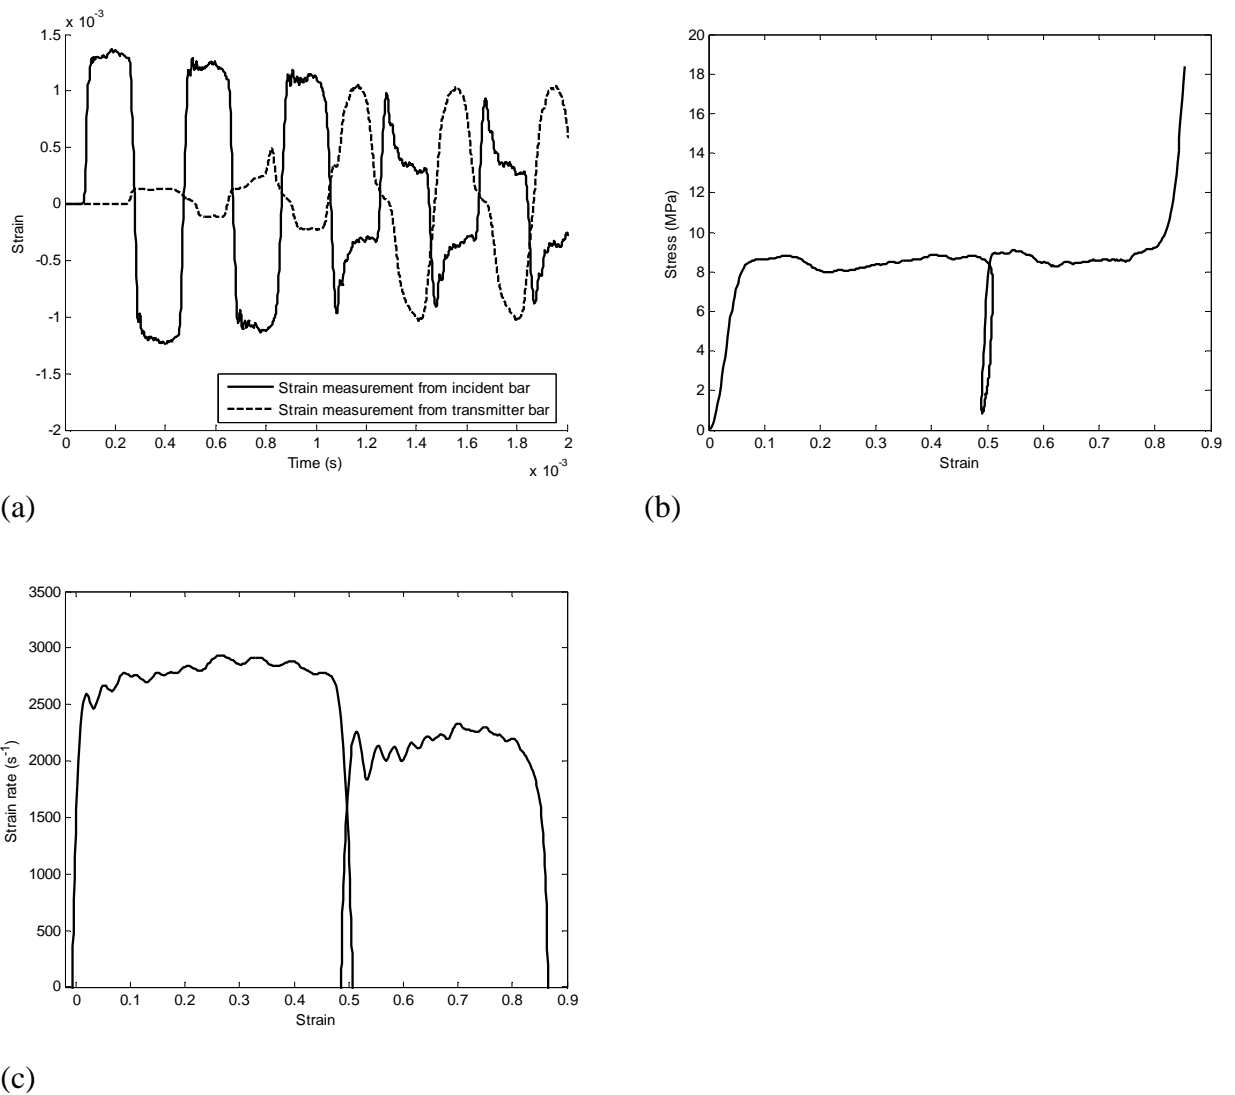 x 10-3
1.5
1
0.5
0
-0.5
-1
-1.5
-2
Strain
Strain measurement from incident bar
Strain measurement from transmitter bar
0 0.2 0.4 0.6 0.8 1 1.2 1.4 1.6 1.8 2
Time (s)
x 10-3
(a)
20
18
16
14
12
10
8
6
4
2
0
Stress (MPa)
0 0.1 0.2 0.3 0.4 0.5 0.6 0.7 0.8 0.9
Strain
(b)
3500
3000
2500
2000
1500
1000
500
0
Strain rate (s-1)
0 0.1 0.2 0.3 0.4 0.5 0.6 0.7 0.8 0.9
Strain
(c)